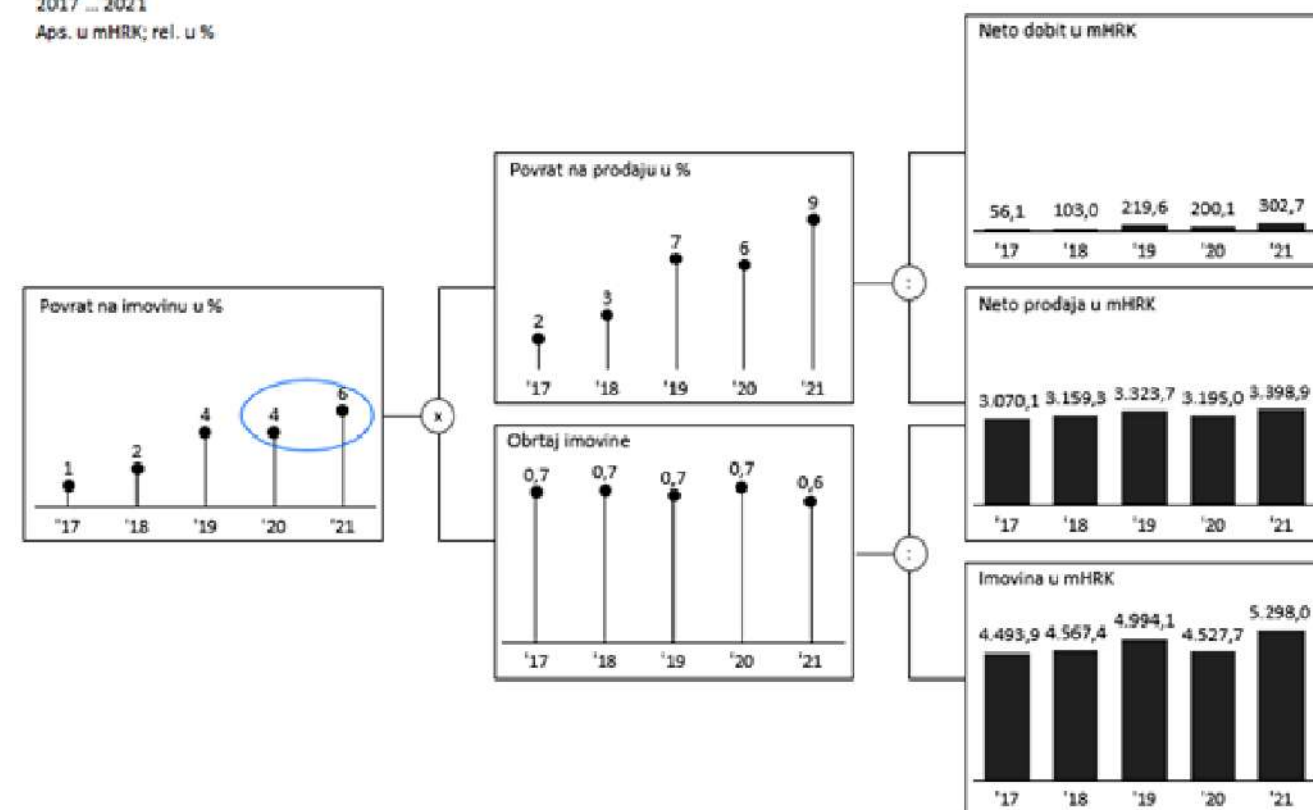 2017 ... 2021
Aps. u mHRK; rel. u %
Povrat na imovinu u %
1 2 4 4 6
'17 '18 '19 '20 '21
x
Povrat na prodaju u %
2 3 7 6 9
'17 '18 '19 '20 '21
Obrtaj imovine
0,7 0,7 0,7 0,7 0,6
'17 '18 '19 '20 '21
:
:
Neto dobit u mHRK
56,1 103,0 219,6 200,1 302,7
'17 '18 '19 '20 '21
Neto prodaja u mHRK
3.070,1 3.159,3 3.323,7 3.195,0 3.398,9
'17 '18 '19 '20 '21
Imovina u mHRK
4.493,9 4.567,4 4.994,1 4.527,7 5.298,0
'17 '18 '19 '20 '21